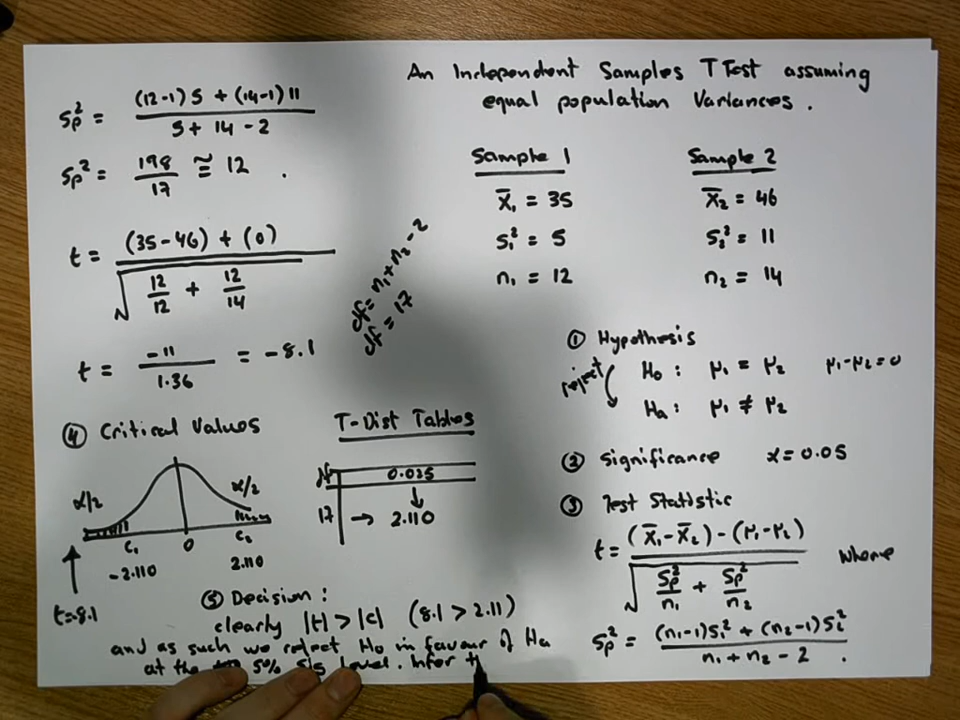 An Independent Samples T Test assuming
equal population Variances.
Sample 1
x̄₁ = 35
s₁² = 5
n₁ = 12
Sample 2
x̄₂ = 46
s₂² = 11
n₂ = 14
① Hypothesis
reject
H₀ : μ₁ = μ₂ μ₁-μ₂ = 0
Hₐ : μ₁ ≠ μ₂
② Significance α = 0.05
③ Test Statistic
t = ((x̄₁ - x̄₂) - (μ₁ - μ₂)) / √(Sp²/n₁ + Sp²/n₂) where
Sp² = ((n₁-1)S₁² + (n₂-1)S₂²) / (n₁ + n₂ - 2) .
Sp² = ((12-1) 5 + (14-1) 11) / (5 + 14 - 2)
Sp² = 198/17 ≅ 12 .
t = ((35-46) + (0)) / √(12/12 + 12/14)
df = n₁ + n₂ - 2
df = 17
t = -11 / 1.36 = -8.1
④ Critical Values
α/2
α/2
C₁
0
C₂
-2.110
2.110
t=-8.1
T-Dist Tables
0.025
17 → 2.110
⑤ Decision :
clearly |t| > |c| (8.1 > 2.11)
and as such we reject H₀ in favour of Hₐ
at the 5% sig level. Infer